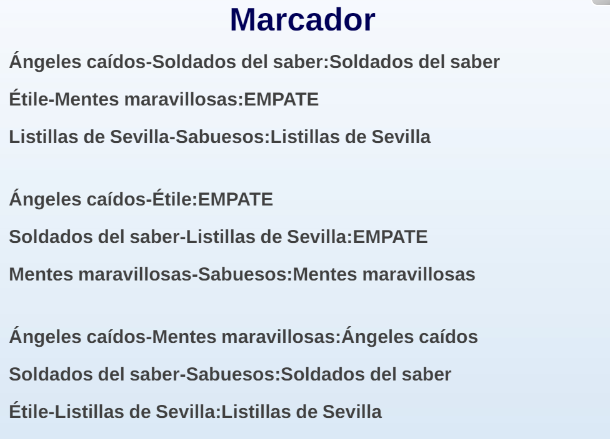 Marcador
Ángeles caídos-Soldados del saber:Soldados del saber
Étile-Mentes maravillosas:EMPATE
Listillas de Sevilla-Sabuesos:Listillas de Sevilla
Ángeles caídos-Étile:EMPATE
Soldados del saber-Listillas de Sevilla:EMPATE
Mentes maravillosas-Sabuesos:Mentes maravillosas
Ángeles caídos-Mentes maravillosas:Ángeles caídos
Soldados del saber-Sabuesos:Soldados del saber
Étile-Listillas de Sevilla:Listillas de Sevilla